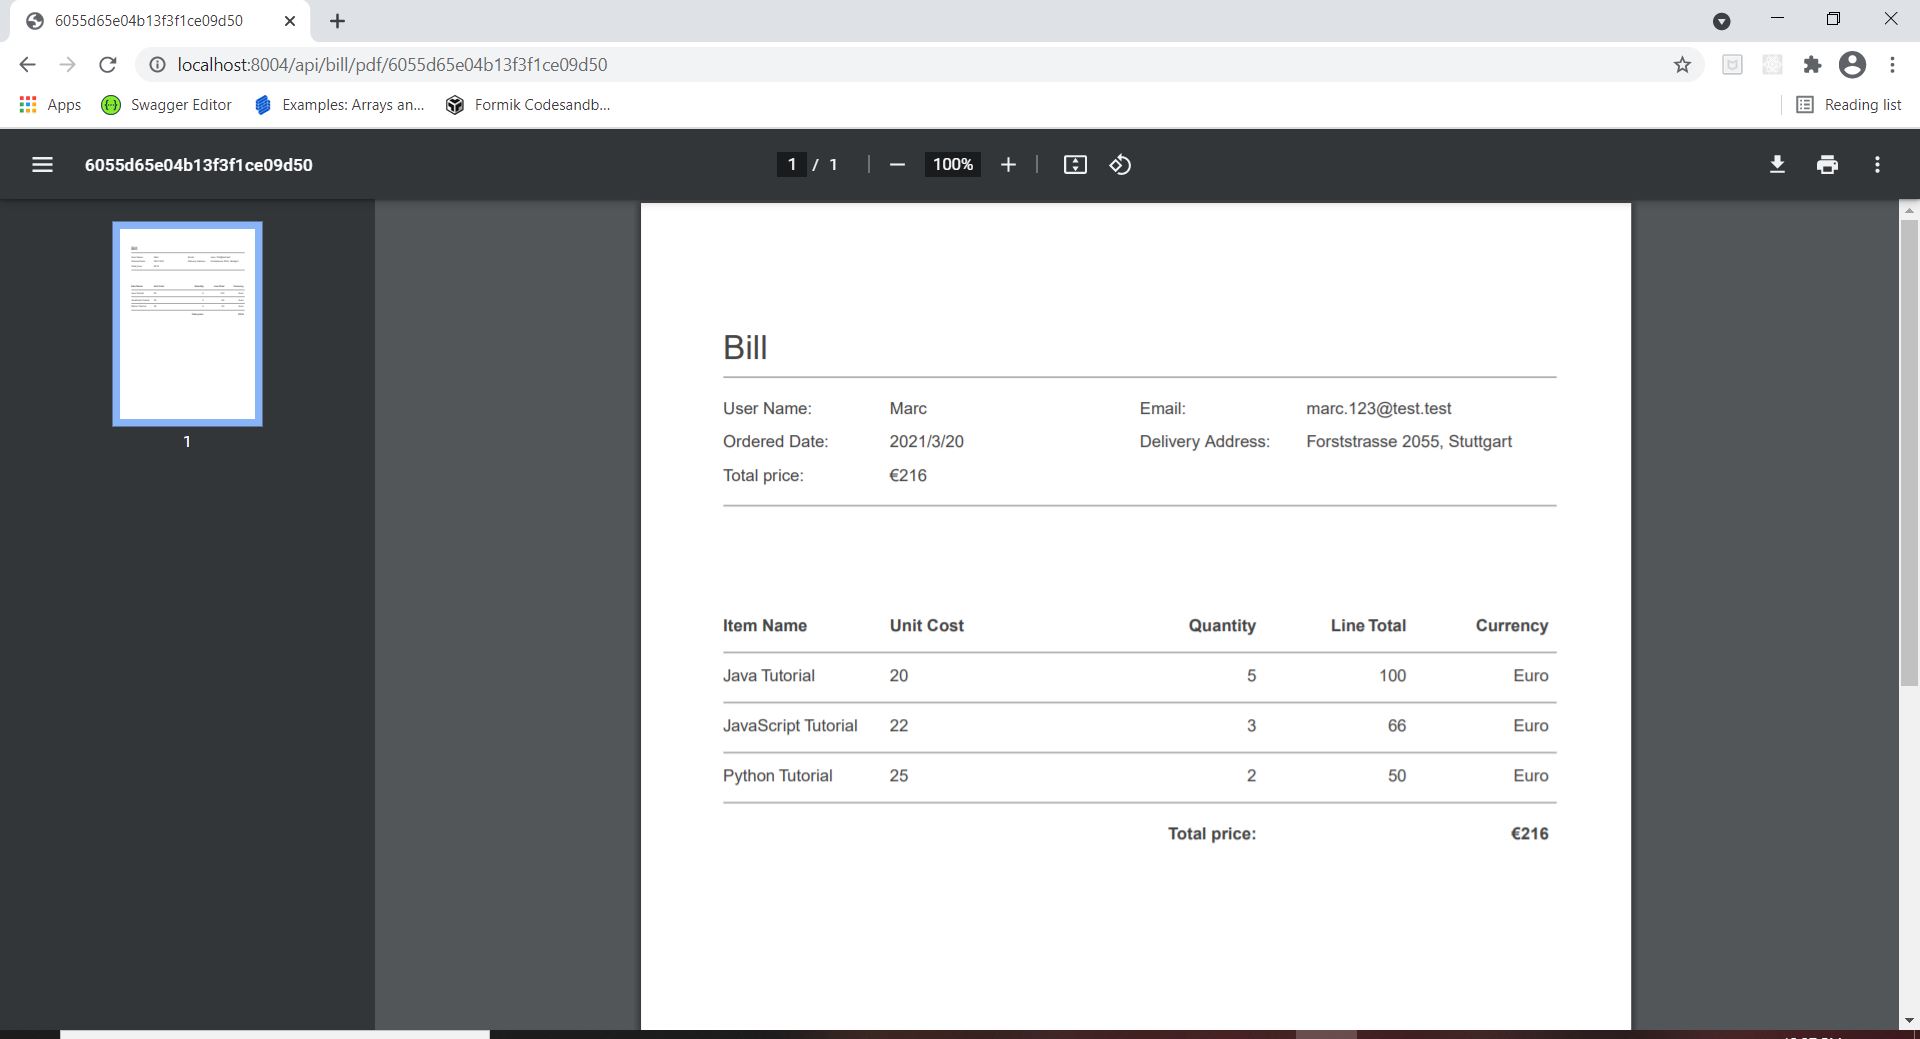 6055d65e04b13f3f1ce09d50
localhost:8004/api/bill/pdf/6055d65e04b13f3f1ce09d50
Apps Swagger Editor Examples: Arrays an... Formik Codesandb... Reading list
6055d65e04b13f3f1ce09d50 1 / 1 100%
1
Bill
User Name: Marc Email: marc.123@test.test
Ordered Date: 2021/3/20 Delivery Address: Forststrasse 2055, Stuttgart
Total price: €216
Item Name Unit Cost Quantity Line Total Currency
Java Tutorial 20 5 100 Euro
JavaScript Tutorial 22 3 66 Euro
Python Tutorial 25 2 50 Euro
Total price: €216